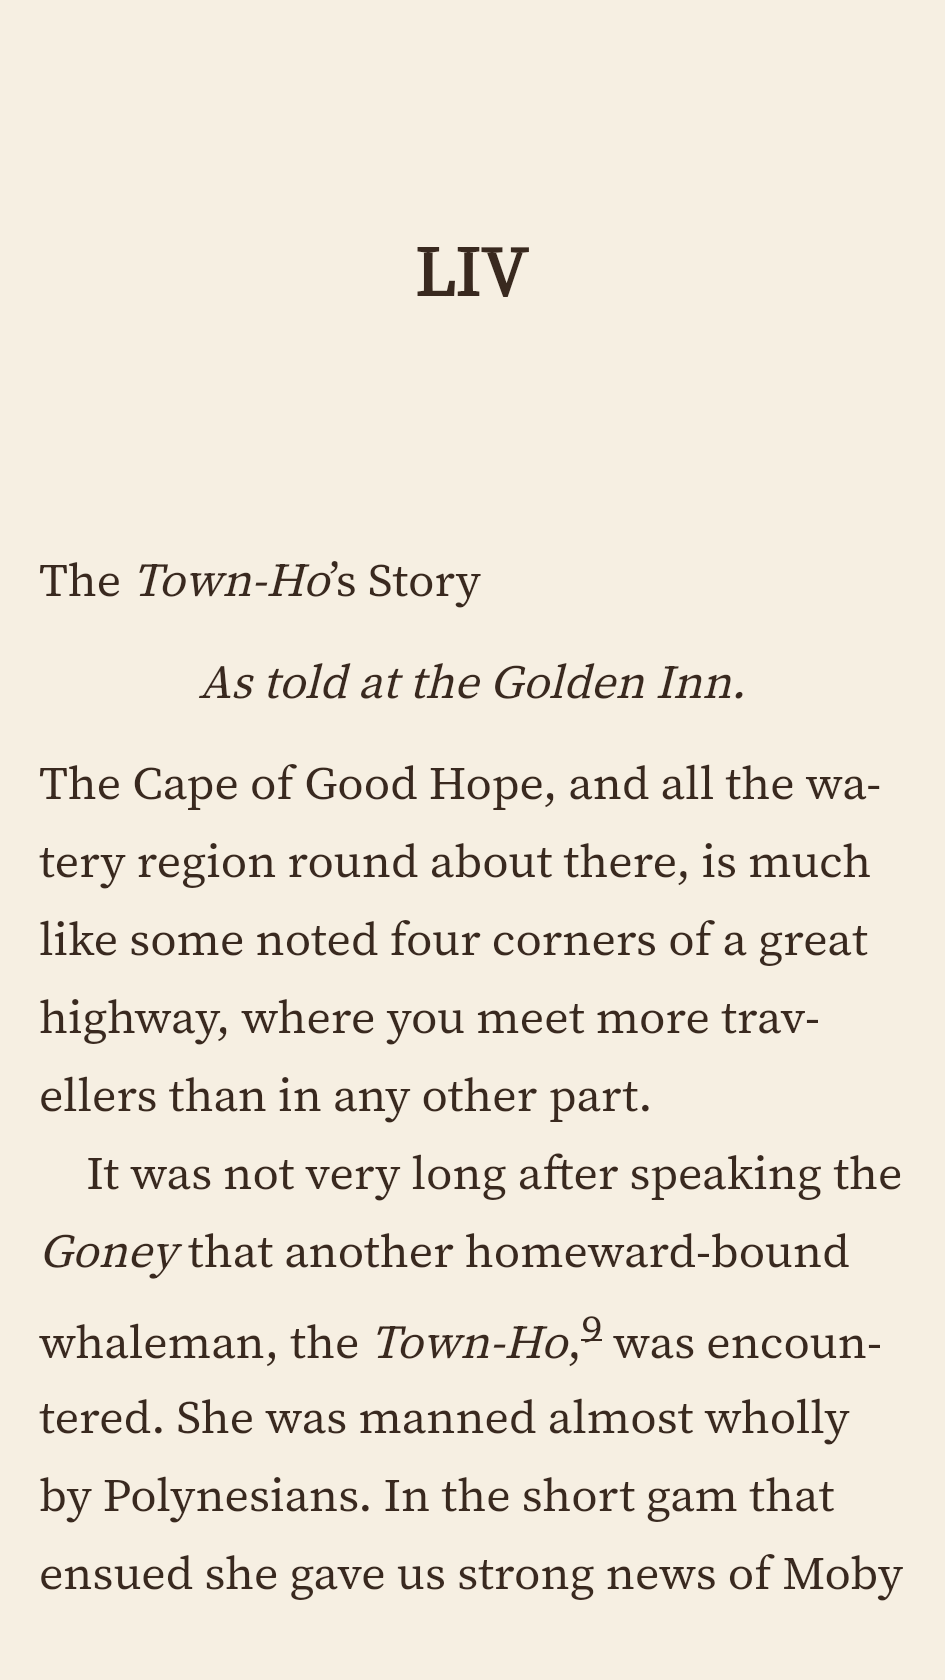 LIV
The Town-Ho’s Story
As told at the Golden Inn.
The Cape of Good Hope, and all the wa-
tery region round about there, is much
like some noted four corners of a great
highway, where you meet more trav-
ellers than in any other part.
It was not very long after speaking the
Goney that another homeward-bound
whaleman, the Town-Ho,9 was encoun-
tered. She was manned almost wholly
by Polynesians. In the short gam that
ensued she gave us strong news of Moby